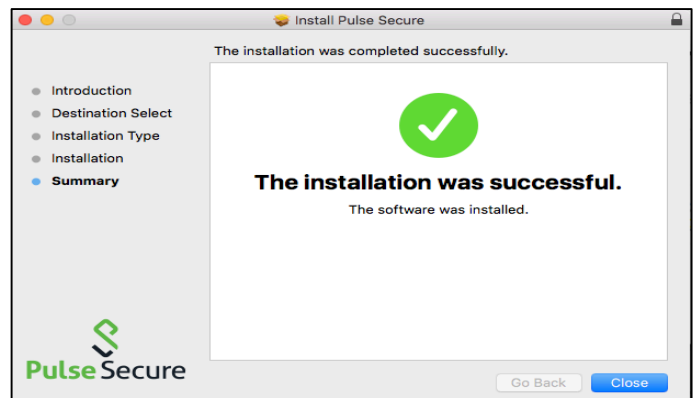 Install Pulse Secure
The installation was completed successfully.
Introduction
Destination Select
Installation Type
Installation
Summary
The installation was successful.
The software was installed.
Pulse Secure
Go Back
Close